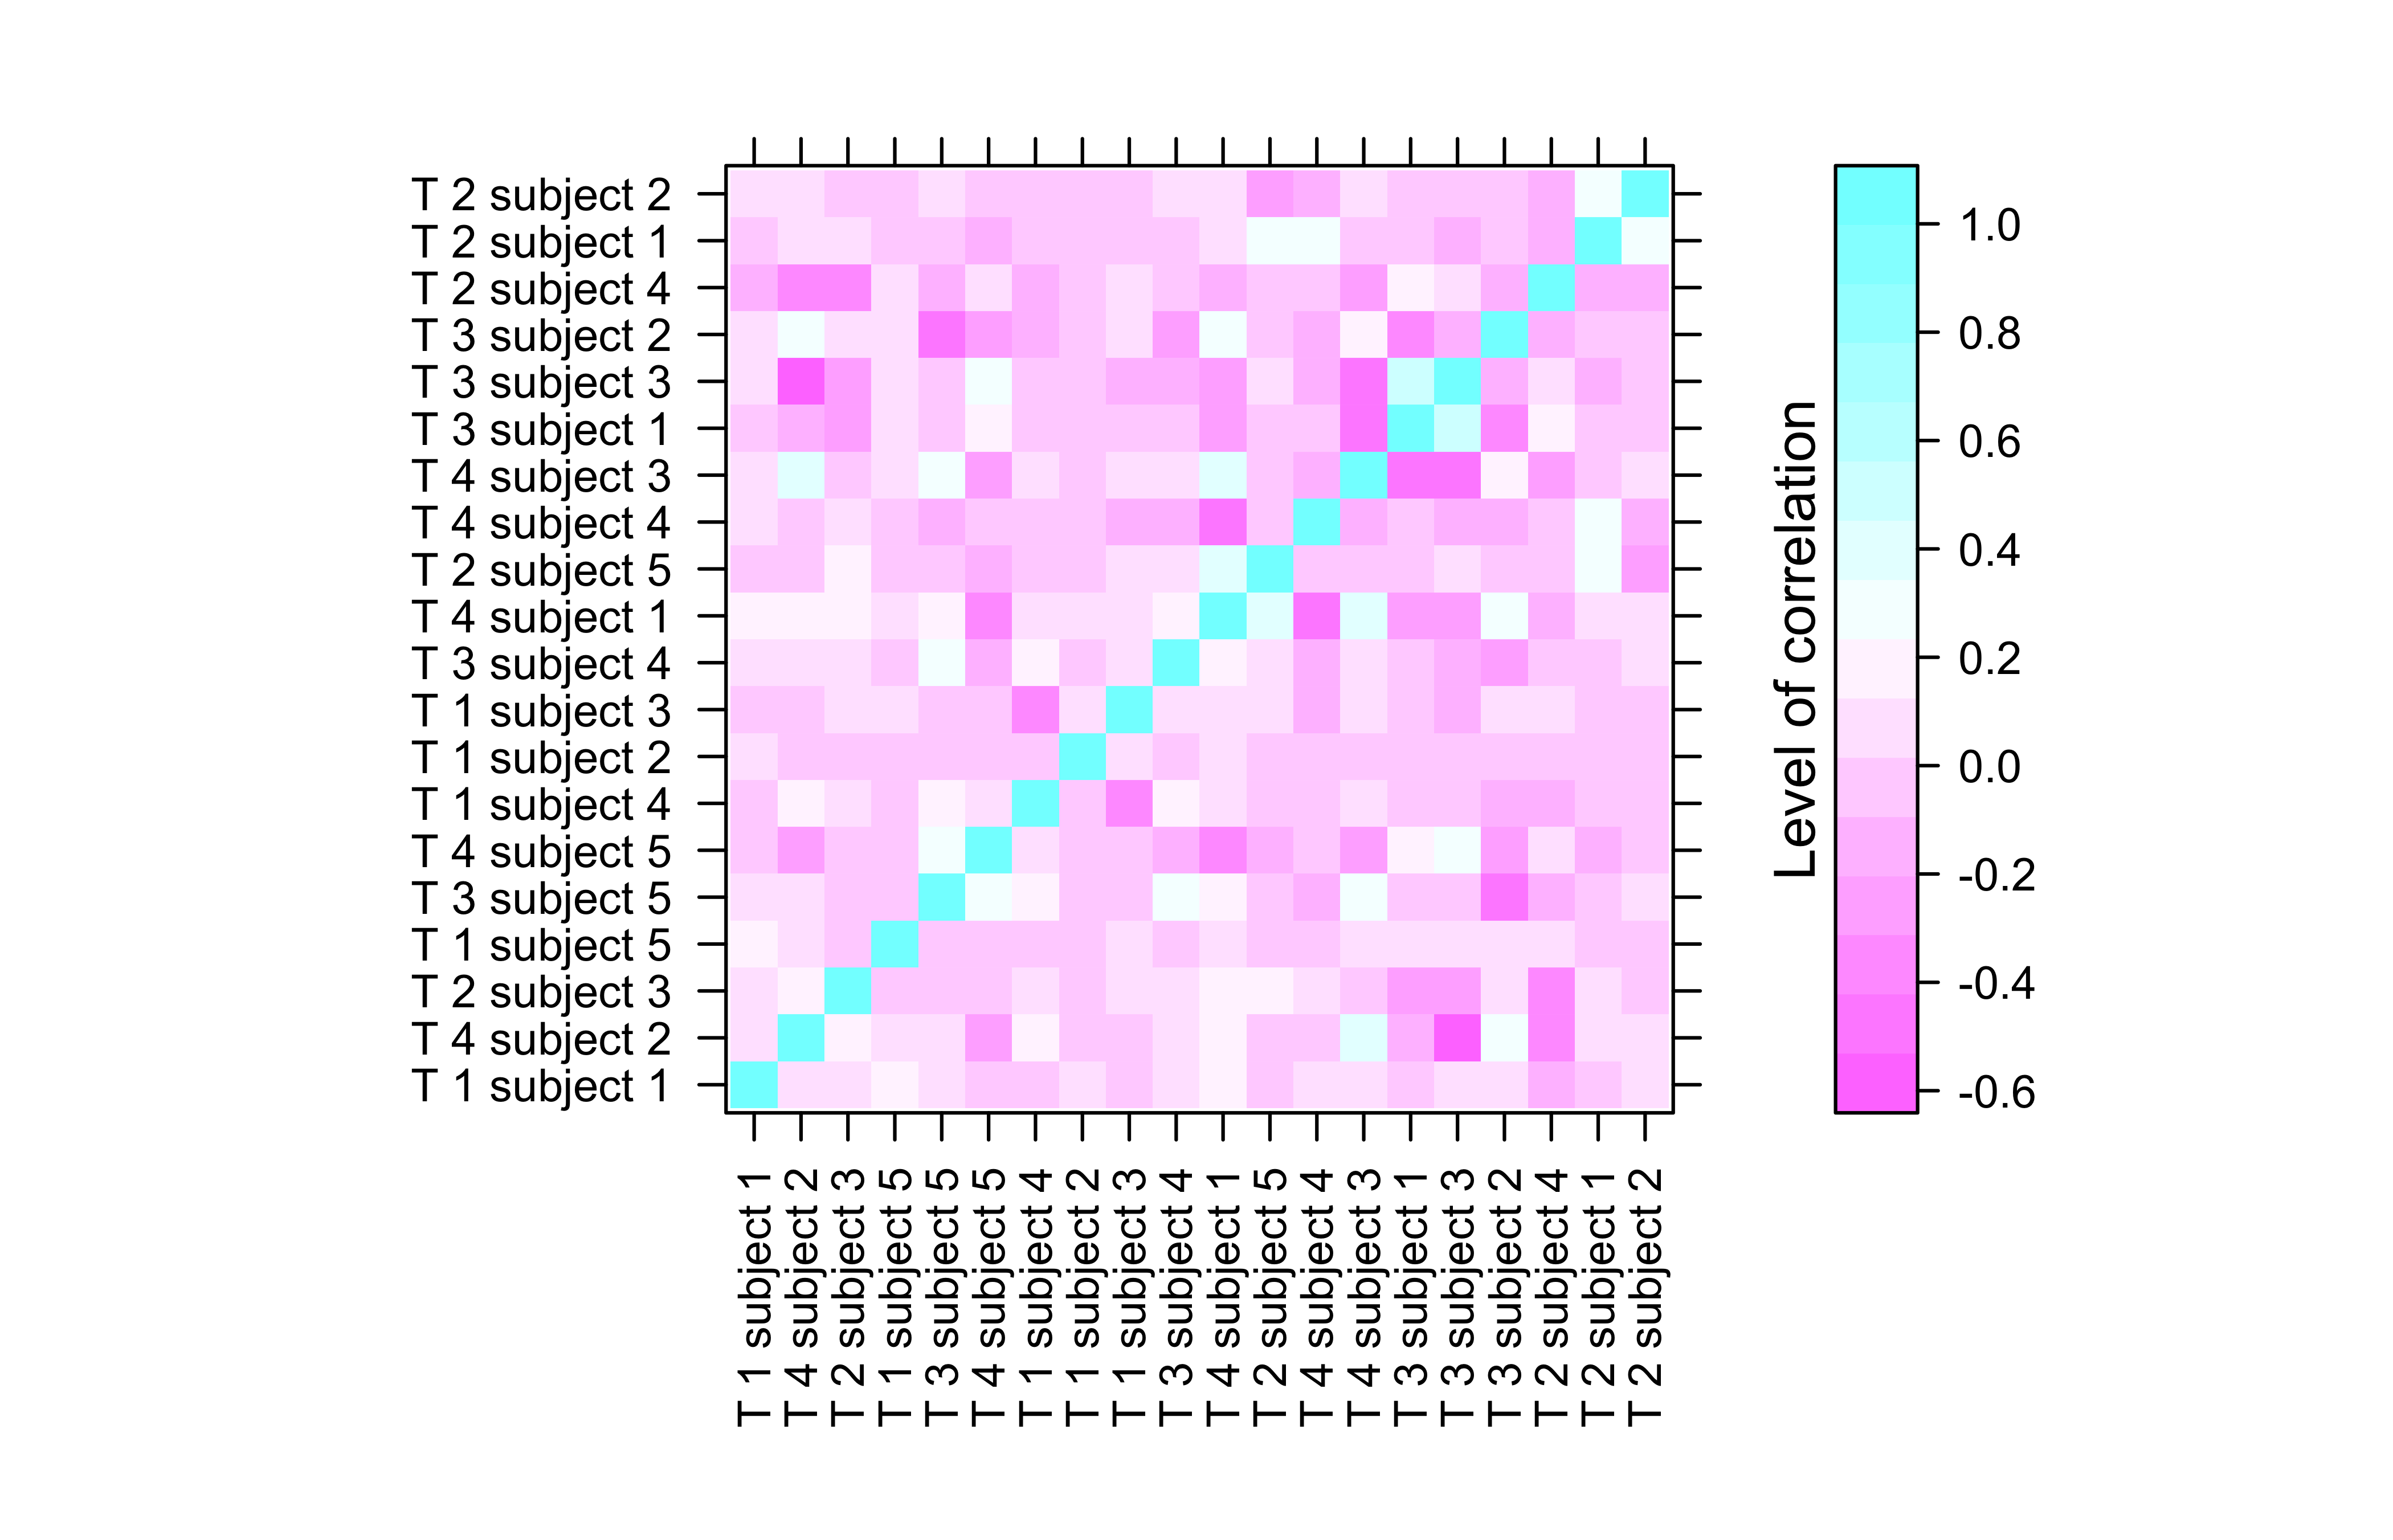 T 2 subject 2
T 2 subject 1
T 2 subject 4
T 3 subject 2
T 3 subject 3
T 3 subject 1
T 4 subject 3
T 4 subject 4
T 2 subject 5
T 4 subject 1
T 3 subject 4
T 1 subject 3
T 1 subject 2
T 1 subject 4
T 4 subject 5
T 3 subject 5
T 1 subject 5
T 2 subject 3
T 4 subject 2
T 1 subject 1
T 1 subject 1
T 4 subject 2
T 2 subject 3
T 1 subject 5
T 3 subject 5
T 4 subject 5
T 1 subject 4
T 1 subject 2
T 1 subject 3
T 3 subject 4
T 4 subject 1
T 2 subject 5
T 4 subject 4
T 4 subject 3
T 3 subject 1
T 3 subject 3
T 3 subject 2
T 2 subject 4
T 2 subject 1
T 2 subject 2
Level of correlation
1.0
0.8
0.6
0.4
0.2
0.0
-0.2
-0.4
-0.6